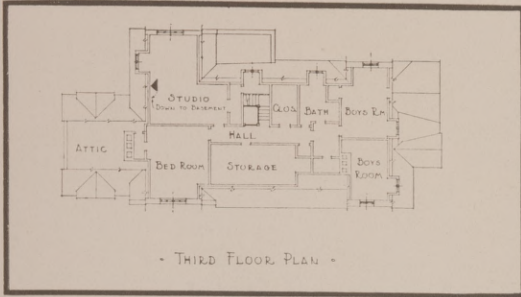 STUDIO
DOWN TO BASEMENT
CLOS.
BATH
BOYS RM
HALL
ATTIC
BED ROOM
STORAGE
BOYS
ROOM
- THIRD FLOOR PLAN -